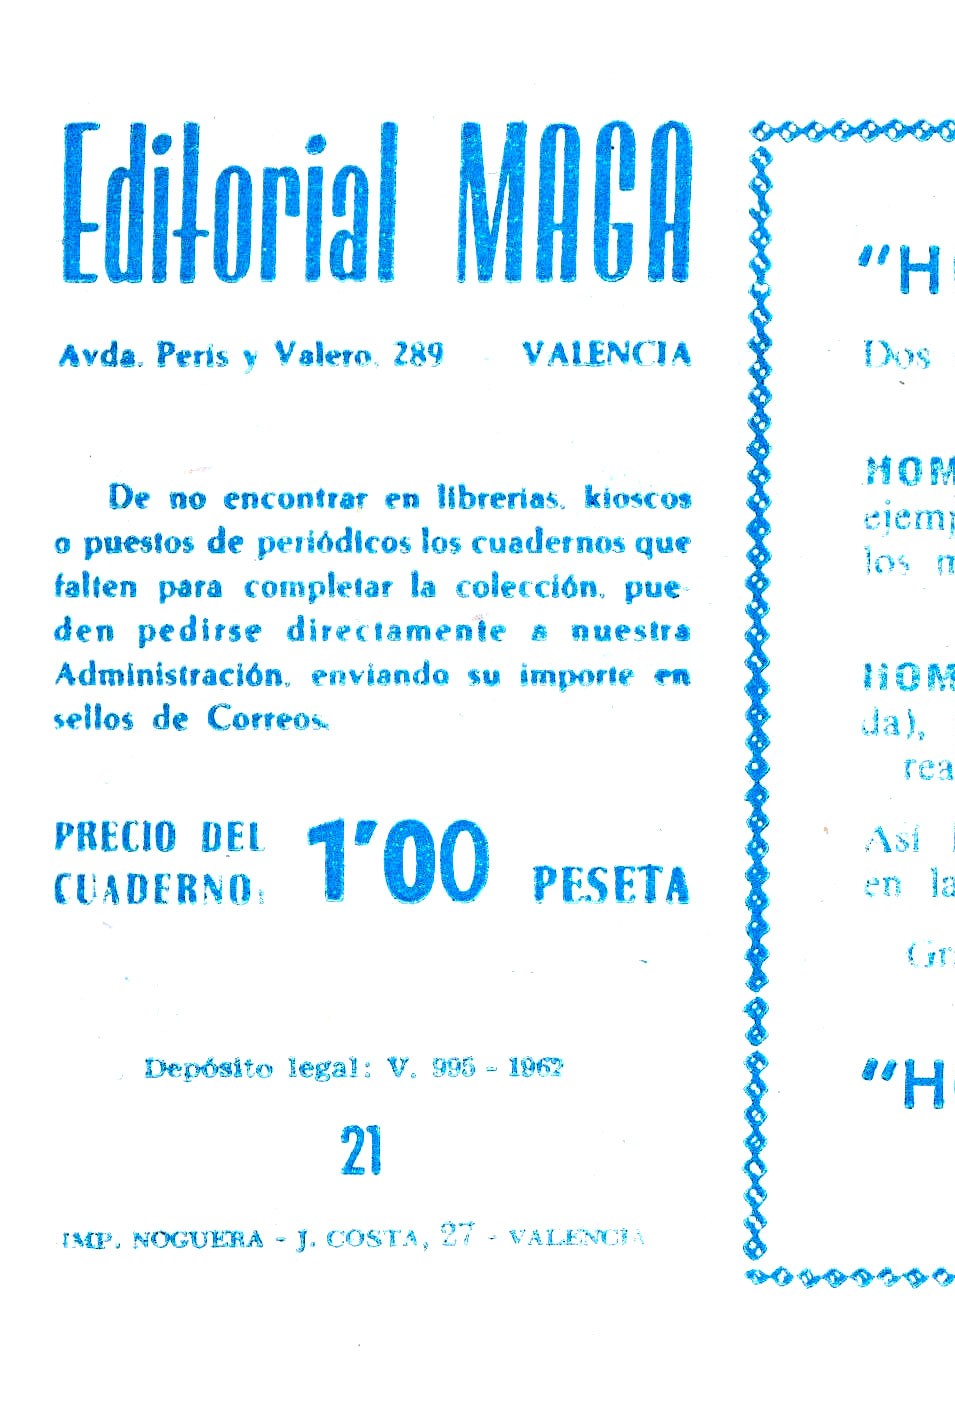 Editorial MAGA
Avda. Peris y Valero, 289 - VALENCIA
De no encontrar en librerias, kioscos
o puestos de periódicos los cuadernos que
falten para completar la colección, pue-
den pedirse directamente a nuestra
Administración, enviando su importe en
sellos de Correos.
PRECIO DEL
CUADERNO: 1'00 PESETA
Depósito legal: V. 995 - 1962
21
IMP. NOGUERA - J. COSTA, 27 - VALENCIA
"H
Dos
HOM
ejemp
los m
HOM
da),
rea
Así
en la
Gr
"H